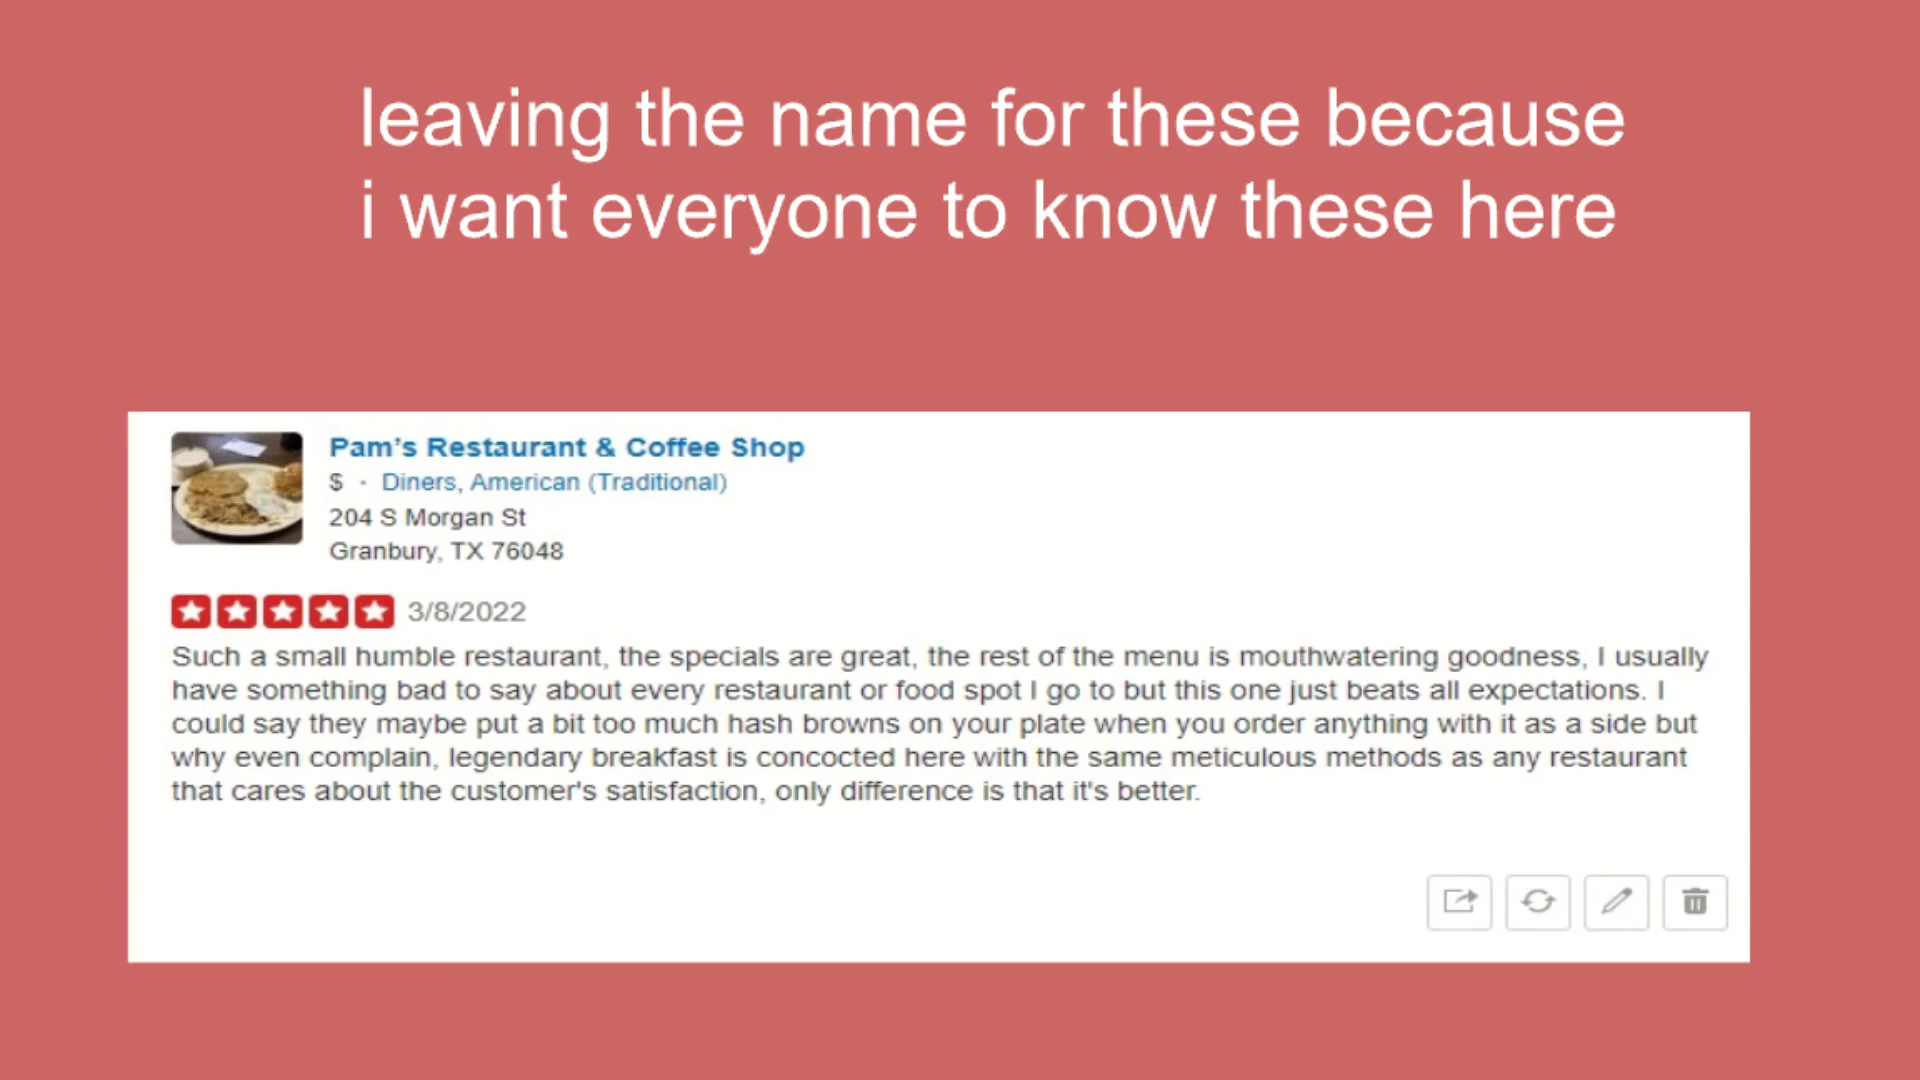 leaving the name for these because
i want everyone to know these here
Pam's Restaurant & Coffee Shop
$ · Diners, American (Traditional)
204 S Morgan St
Granbury, TX 76048
3/8/2022
Such a small humble restaurant, the specials are great, the rest of the menu is mouthwatering goodness, I usually
have something bad to say about every restaurant or food spot I go to but this one just beats all expectations. I
could say they maybe put a bit too much hash browns on your plate when you order anything with it as a side but
why even complain, legendary breakfast is concocted here with the same meticulous methods as any restaurant
that cares about the customer's satisfaction, only difference is that it's better.